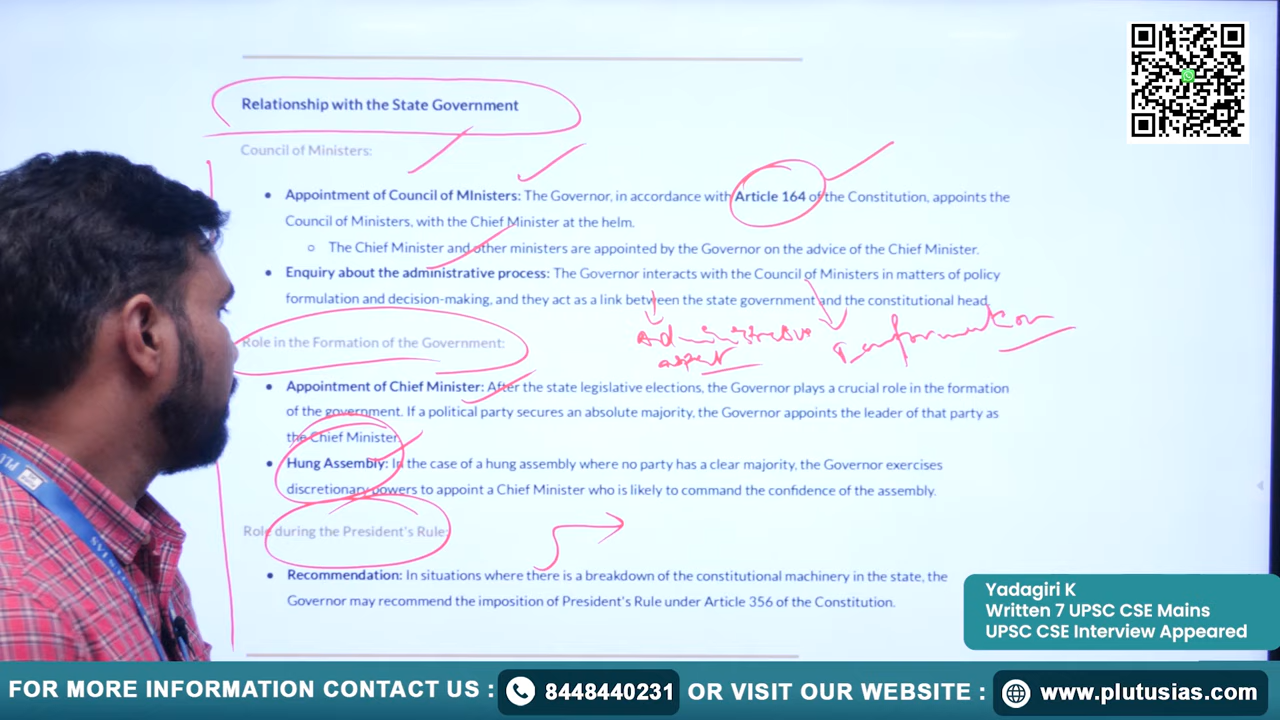 Relationship with the State Government
Council of Ministers:
• Appointment of Council of MInisters: The Governor, in accordance with Article 164 of the Constitution, appoints the
Council of Ministers, with the Chief Minister at the helm.
○ The Chief Minister and other ministers are appointed by the Governor on the advice of the Chief Minister.
• Enquiry about the administrative process: The Governor interacts with the Council of Ministers in matters of policy
formulation and decision-making, and they act as a link between the state government and the constitutional head.
Administrative
aspect
Information
Role in the Formation of the Government:
• Appointment of Chief Minister: After the state legislative elections, the Governor plays a crucial role in the formation
of the government. If a political party secures an absolute majority, the Governor appoints the leader of that party as
the Chief Minister.
• Hung Assembly: In the case of a hung assembly where no party has a clear majority, the Governor exercises
discretionary powers to appoint a Chief Minister who is likely to command the confidence of the assembly.
Role during the President's Rule:
• Recommendation: In situations where there is a breakdown of the constitutional machinery in the state, the
Governor may recommend the imposition of President's Rule under Article 356 of the Constitution.
Yadagiri K
Written 7 UPSC CSE Mains
UPSC CSE Interview Appeared
FOR MORE INFORMATION CONTACT US : 8448440231 OR VISIT OUR WEBSITE : www.plutusias.com